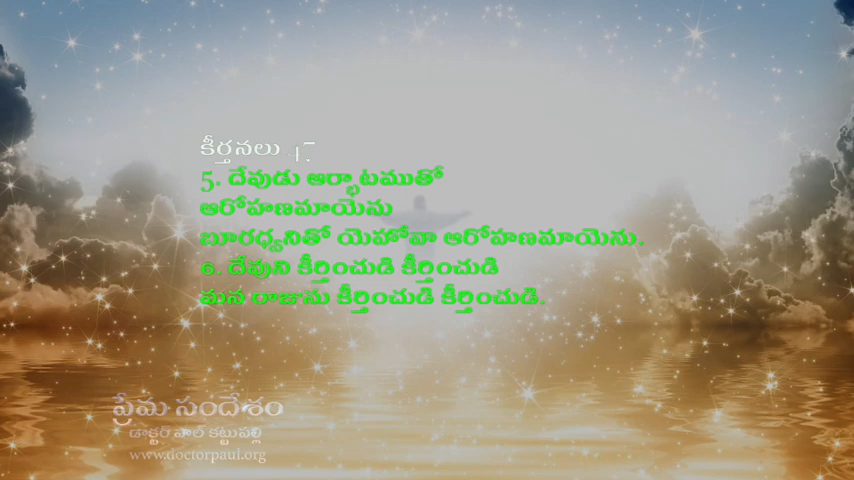 కీర్తనలు 47
5. దేవుడు ఆర్భాటముతో
ఆరోహణమాయెను
బూరధ్వనితో యెహోవా ఆరోహణమాయెను.
6. దేవుని కీర్తించుడి కీర్తించుడి
మన రాజును కీర్తించుడి కీర్తించుడి.
ప్రేమ సందేశం
డాక్టర్ పాల్ కట్టుపల్లి
www.doctorpaul.org